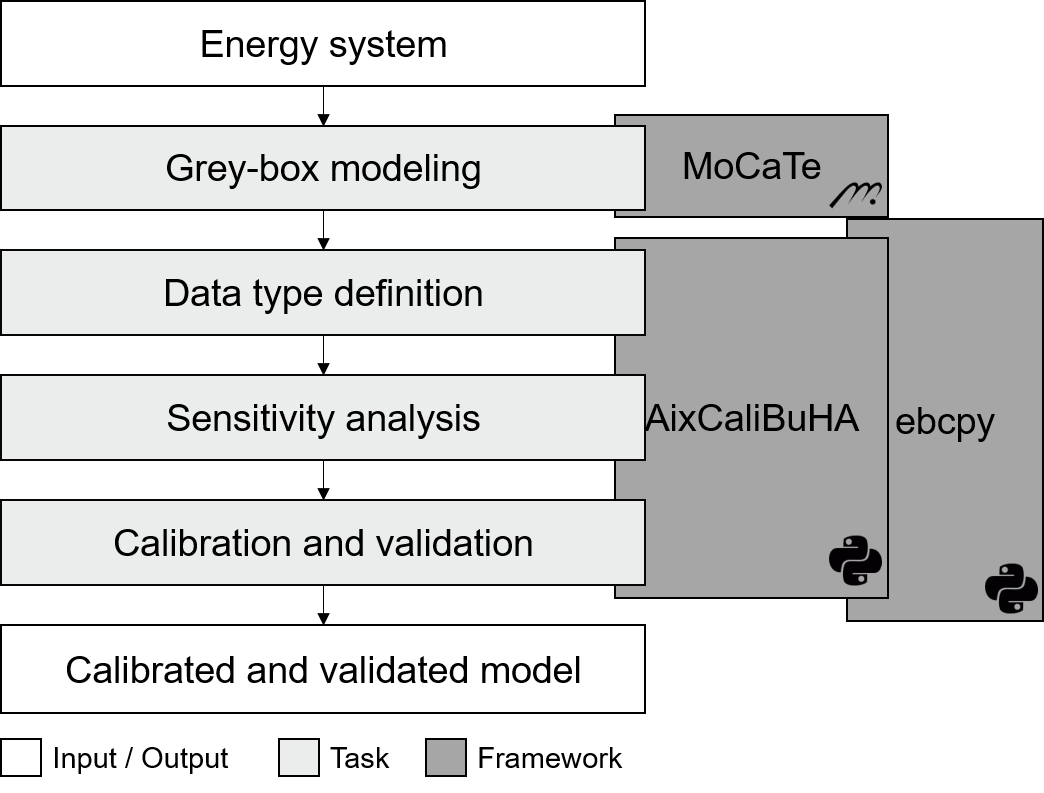 Energy system
Grey-box modeling
MoCaTe
Data type definition
Sensitivity analysis
AixCaliBuHA
ebcpy
Calibration and validation
Calibrated and validated model
Input / Output
Task
Framework